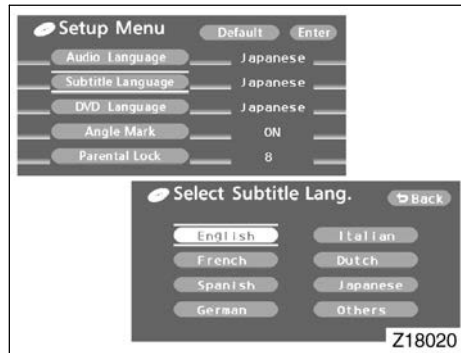 Setup Menu Default Enter
Audio Language Japanese
Subtitle Language Japanese
DVD Language Japanese
Angle Mark ON
Parental Lock 8
Select Subtitle Lang. Back
English Italian
French Dutch
Spanish Japanese
German Others
Z18020